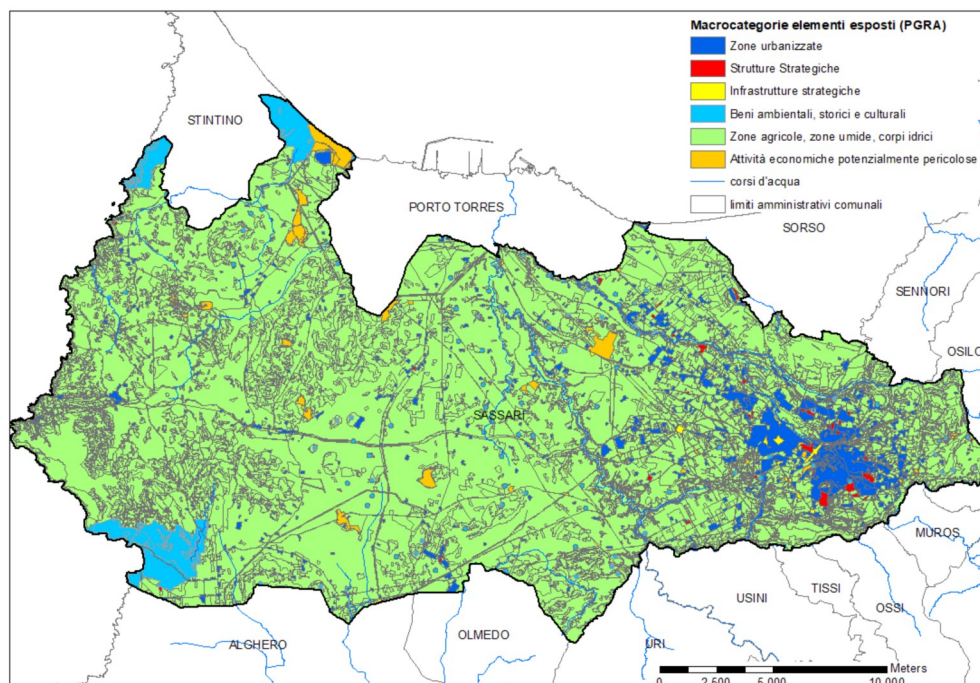 Macrocategorie elementi esposti (PGRA)
Zone urbanizzate
Strutture Strategiche
Infrastrutture strategiche
Beni ambientali, storici e culturali
Zone agricole, zone umide, corpi idrici
Attività economiche potenzialmente pericolose
corsi d'acqua
limiti amministrativi comunali
STINTINO
PORTO TORRES
SORSO
SENNORI
OSILO
SASSARI
MUROS
TISSI
USINI
OSSI
OLMEDO
ALGHERO
URI
Meters
0 2.500 5.000 10.000